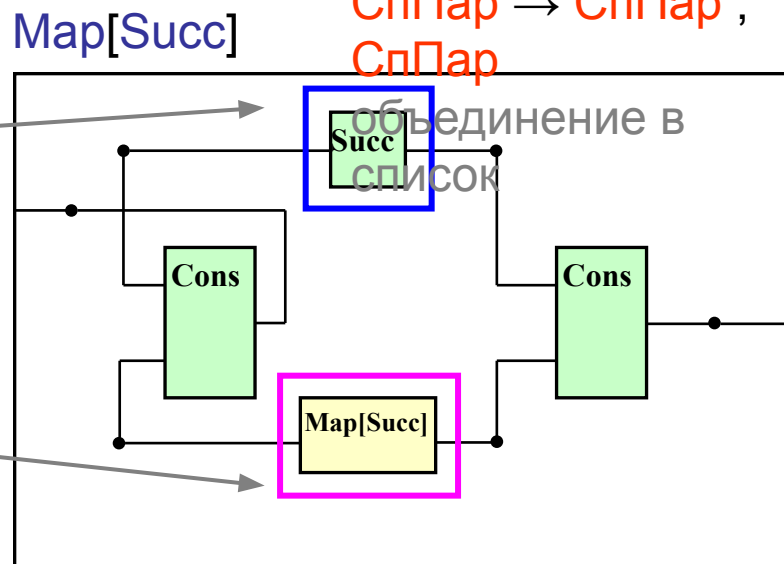 СпПар → СпПар ,
Map[Succ]
СпПар
объединение в
Succ
список
Cons
Cons
Map[Succ]